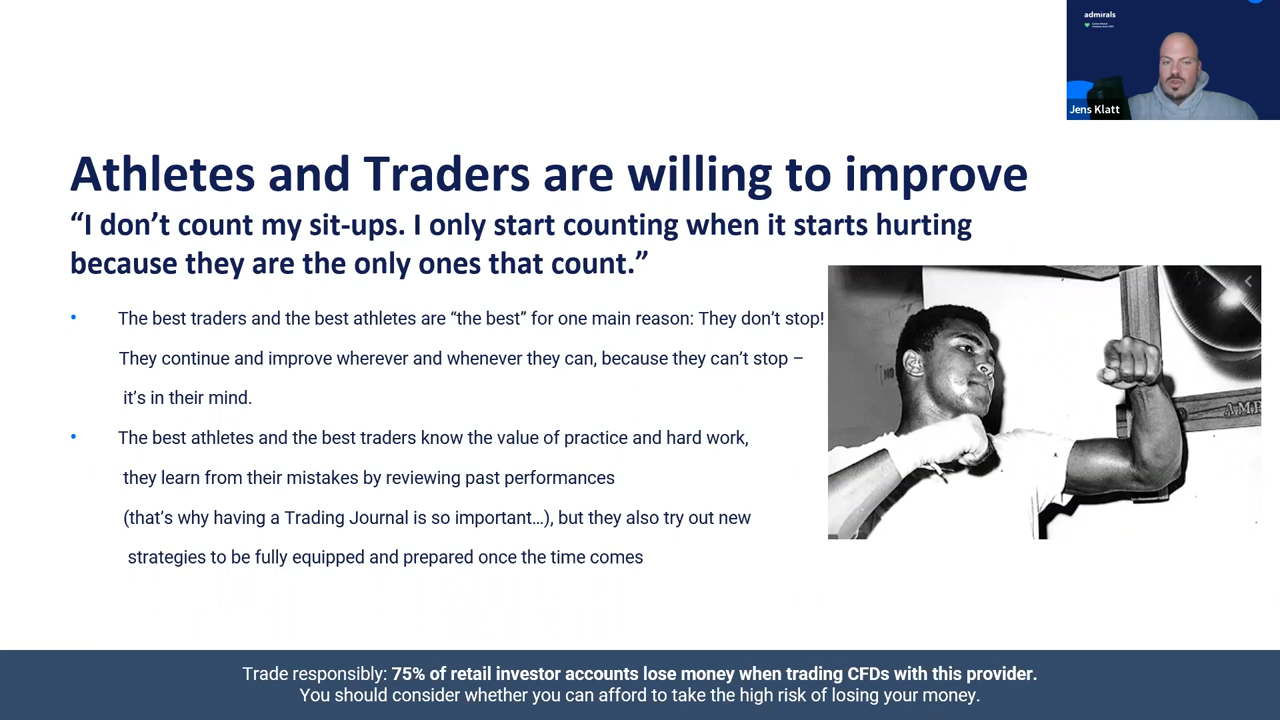 admirals
Jens Klatt
Athletes and Traders are willing to improve
“I don’t count my sit-ups. I only start counting when it starts hurting
because they are the only ones that count.”
• The best traders and the best athletes are “the best” for one main reason: They don’t stop!
They continue and improve wherever and whenever they can, because they can’t stop –
it’s in their mind.
• The best athletes and the best traders know the value of practice and hard work,
they learn from their mistakes by reviewing past performances
(that’s why having a Trading Journal is so important…), but they also try out new
strategies to be fully equipped and prepared once the time comes
AMP
Trade responsibly: 75% of retail investor accounts lose money when trading CFDs with this provider.
You should consider whether you can afford to take the high risk of losing your money.